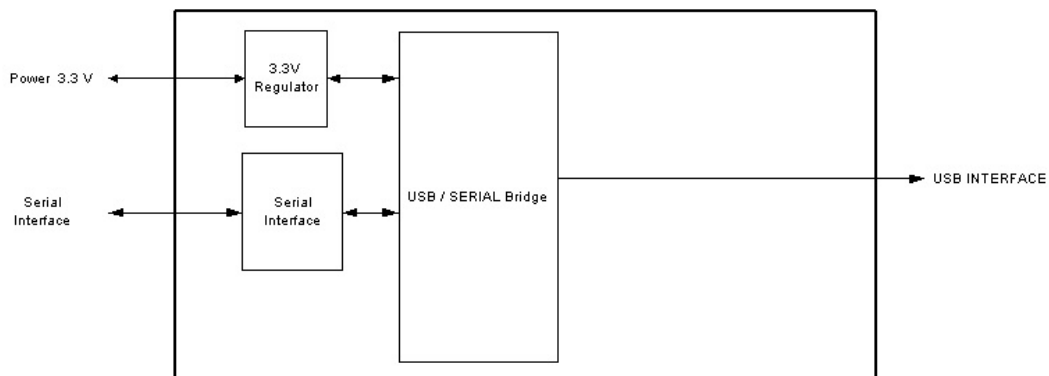 Power 3.3 V
3.3V
Regulator
Serial
Interface
Serial
Interface
USB / SERIAL Bridge
USB INTERFACE